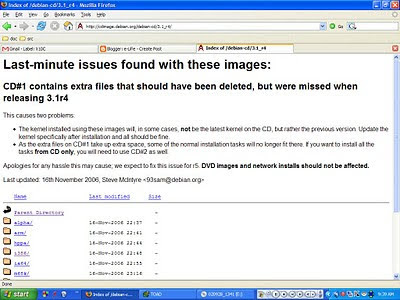 Index of /debian-cd/3.1_r4 - Mozilla Firefox
File Edit View Go Bookmarks Tools Help
http://cdimage.debian.org/debian-cd/3.1_r4/
doc src
Gmail - Label: Blogger: e-Life - Create Post Index of /debian-cd/3.1_r4
Last-minute issues found with these images:
CD#1 contains extra files that should have been deleted, but were missed when
releasing 3.1r4
This causes two problems:
The kernel installed using these images will, in some cases, not be the latest kernel on the CD, but rather the previous version. Update the
kernel specifically after installation and all should be fine.
As the extra files on CD#1 take up extra space, some of the normal installation tasks will no longer fit there. If you want to install all the
tasks from CD only, you will need to use CD#2 as well.
Apologies for any hassle this may cause; we expect to fix this issue for r5. DVD images and network installs should not be affected.
Last updated: 16th November 2006, Steve McIntyre <93sam@debian.org>
Name Last modified Size
Parent Directory -
alpha/ 16-Nov-2006 22:37 -
arm/ 16-Nov-2006 22:41 -
hppa/ 16-Nov-2006 22:44 -
i386/ 16-Nov-2006 22:48 -
ia64/ 16-Nov-2006 22:55 -
m68k/ 16-Nov-2006 23:16 -
Done
start Index of /debian-cd/3... TOAD